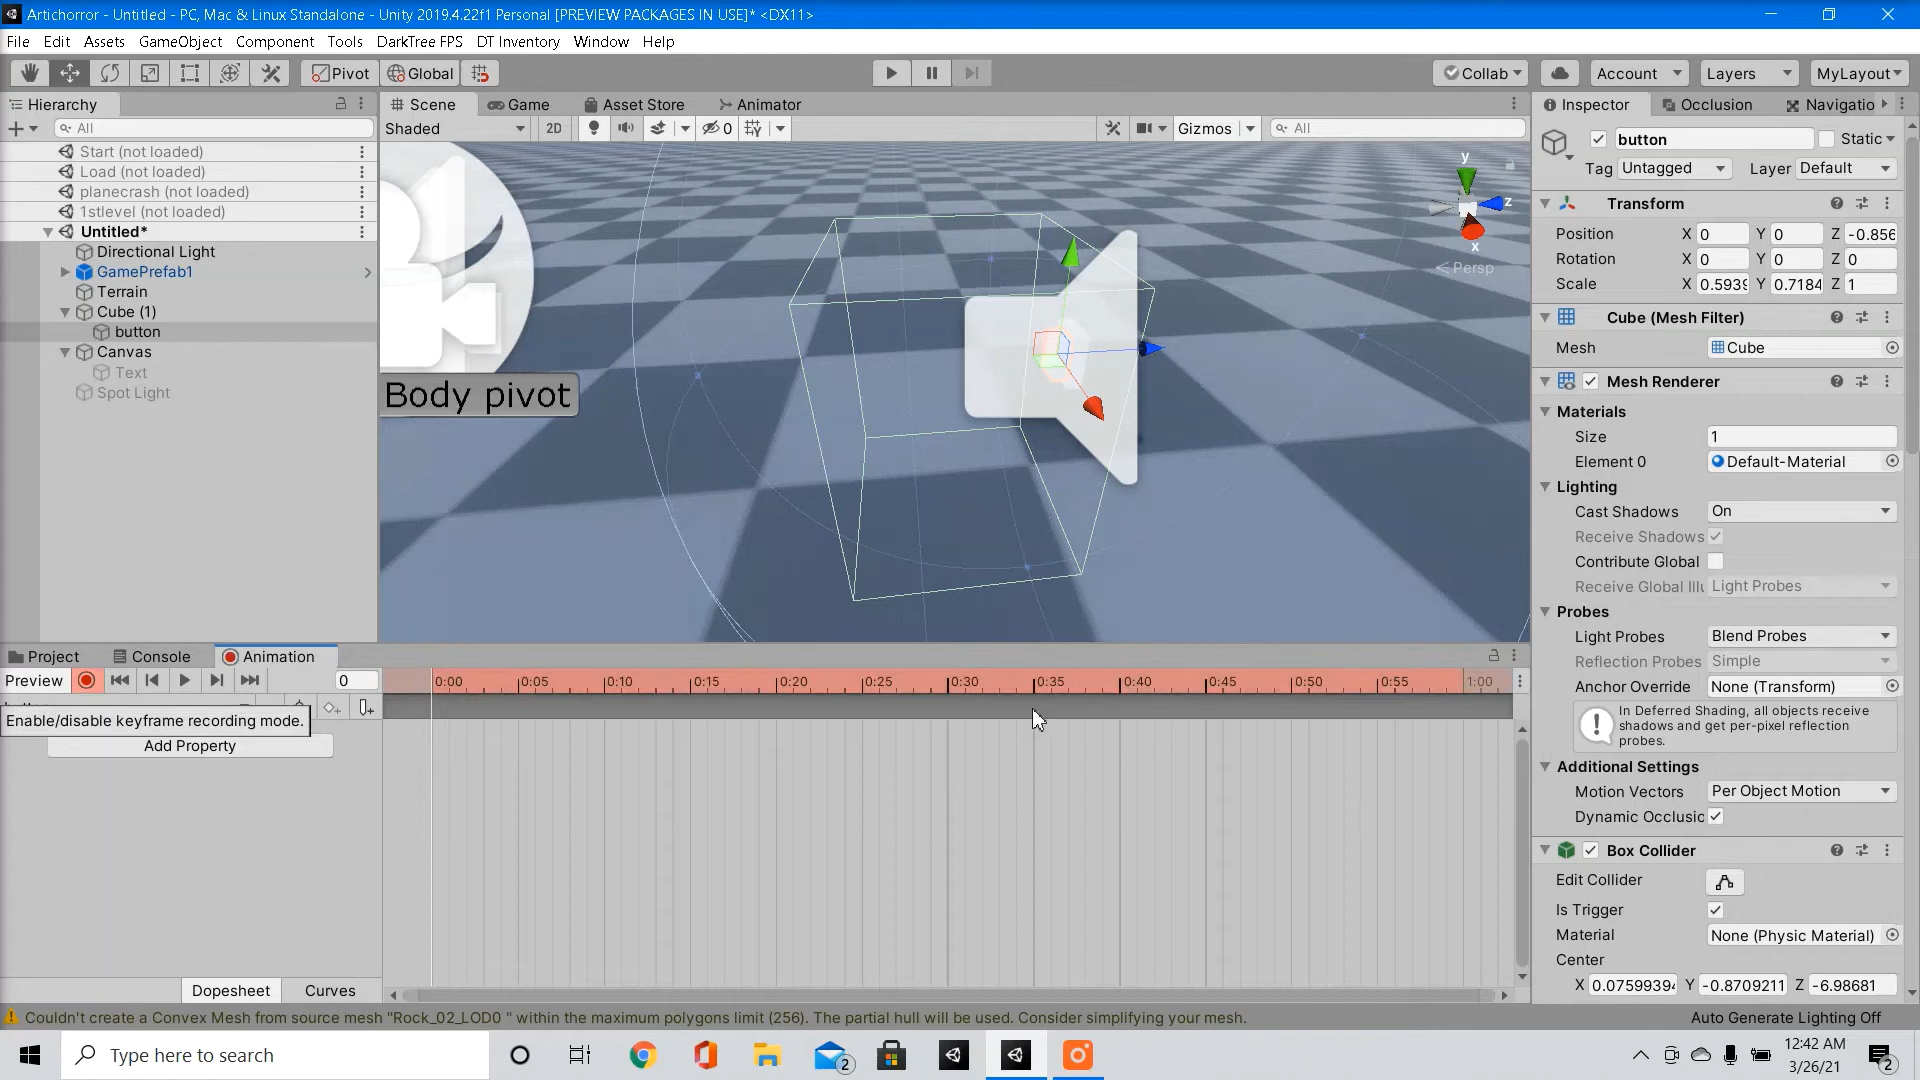 Artichorror - Untitled - PC, Mac & Linux Standalone - Unity 2019.4.22f1 Personal [PREVIEW PACKAGES IN USE]* <DX11>
File Edit Assets GameObject Component Tools DarkTree FPS DT Inventory Window Help
Pivot Global Collab Account Layers MyLayout
Hierarchy Scene Game Asset Store Animator Inspector Occlusion Navigatio
All Shaded 2D 0 Gizmos All
button Static
Tag Untagged Layer Default
Start (not loaded)
Load (not loaded)
planecrash (not loaded)
1stlevel (not loaded)
Untitled*
Directional Light
GamePrefab1
Terrain
Cube (1)
button
Canvas
Text
Spot Light
Body pivot
y
z
x
Persp
Transform
Position X 0 Y 0 Z -0.856
Rotation X 0 Y 0 Z 0
Scale X 0.5939 Y 0.7184 Z 1
Cube (Mesh Filter)
Mesh Cube
Mesh Renderer
Materials
Size 1
Element 0 Default-Material
Lighting
Cast Shadows On
Receive Shadows
Contribute Global
Receive Global Illu Light Probes
Probes
Light Probes Blend Probes
Reflection Probes Simple
Anchor Override None (Transform)
In Deferred Shading, all objects receive
shadows and get per-pixel reflection
probes.
Additional Settings
Motion Vectors Per Object Motion
Dynamic Occlusic
Box Collider
Edit Collider
Is Trigger
Material None (Physic Material)
Center
X 0.07599394 Y -0.8709211 Z -6.98681
Project Console Animation
Preview 0 0:00 0:05 0:10 0:15 0:20 0:25 0:30 0:35 0:40 0:45 0:50 0:55 1:00
Enable/disable keyframe recording mode.
Add Property
Dopesheet Curves
Couldn't create a Convex Mesh from source mesh "Rock_02_LOD0 " within the maximum polygons limit (256). The partial hull will be used. Consider simplifying your mesh.
Auto Generate Lighting Off
Type here to search
2
12:42 AM
3/26/21
2